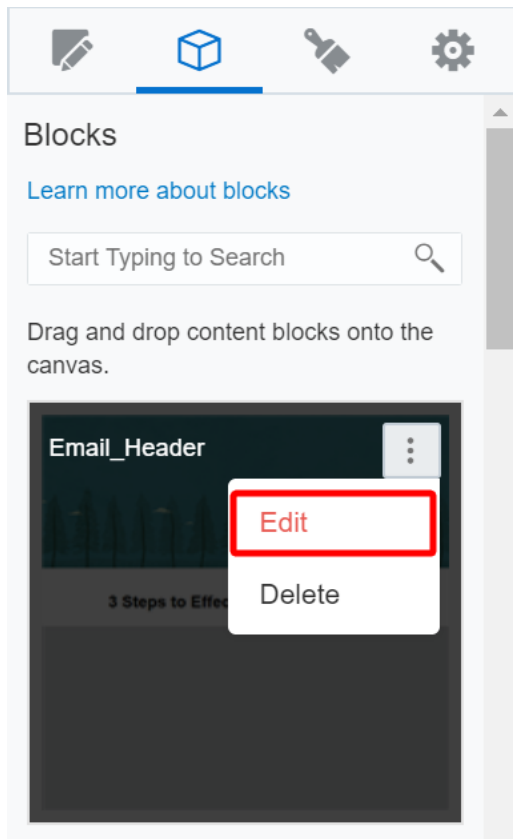 Blocks
Learn more about blocks
Start Typing to Search
Drag and drop content blocks onto the
canvas.
Email_Header
Edit
Delete
3 Steps to Effec